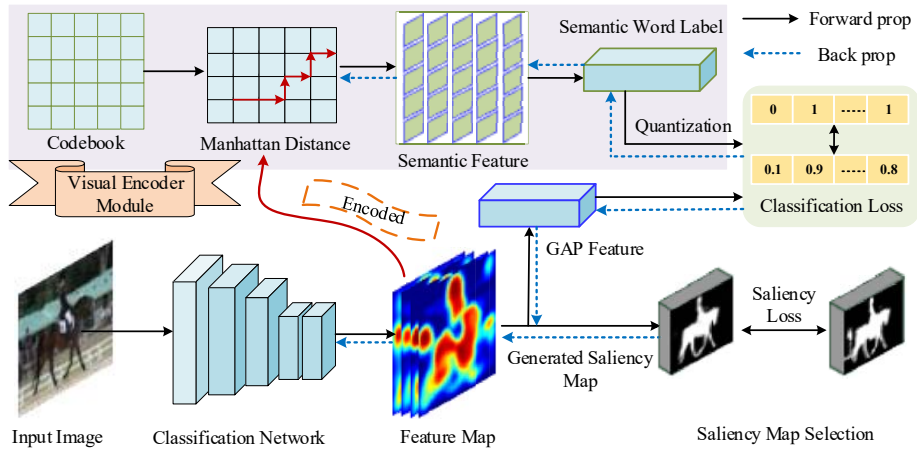 Semantic Word Label
Forward prop
Back prop
Codebook
Manhattan Distance
Semantic Feature
Quantization
0 1 ----- 1
0.1 0.9 ----- 0.8
Classification Loss
Visual Encoder
Module
Encoded
GAP Feature
Generated Saliency
Map
Saliency
Loss
Input Image
Classification Network
Feature Map
Saliency Map Selection